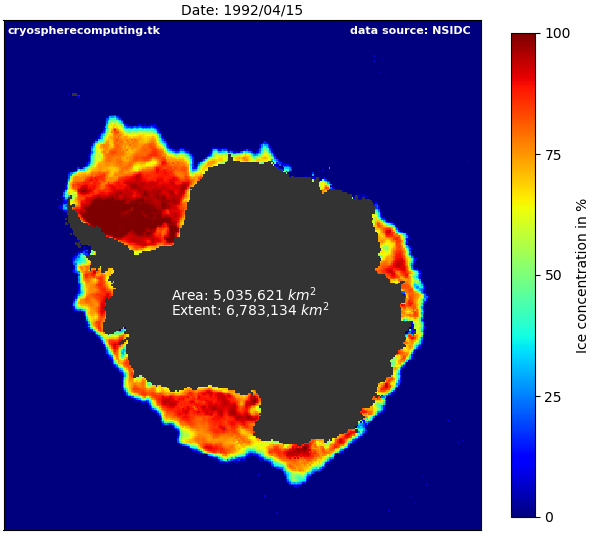 Date: 1992/04/15
cryospherecomputing.tk
data source: NSIDC
Area: 5,035,621 km²
Extent: 6,783,134 km²
100
75
50
25
0
Ice concentration in %